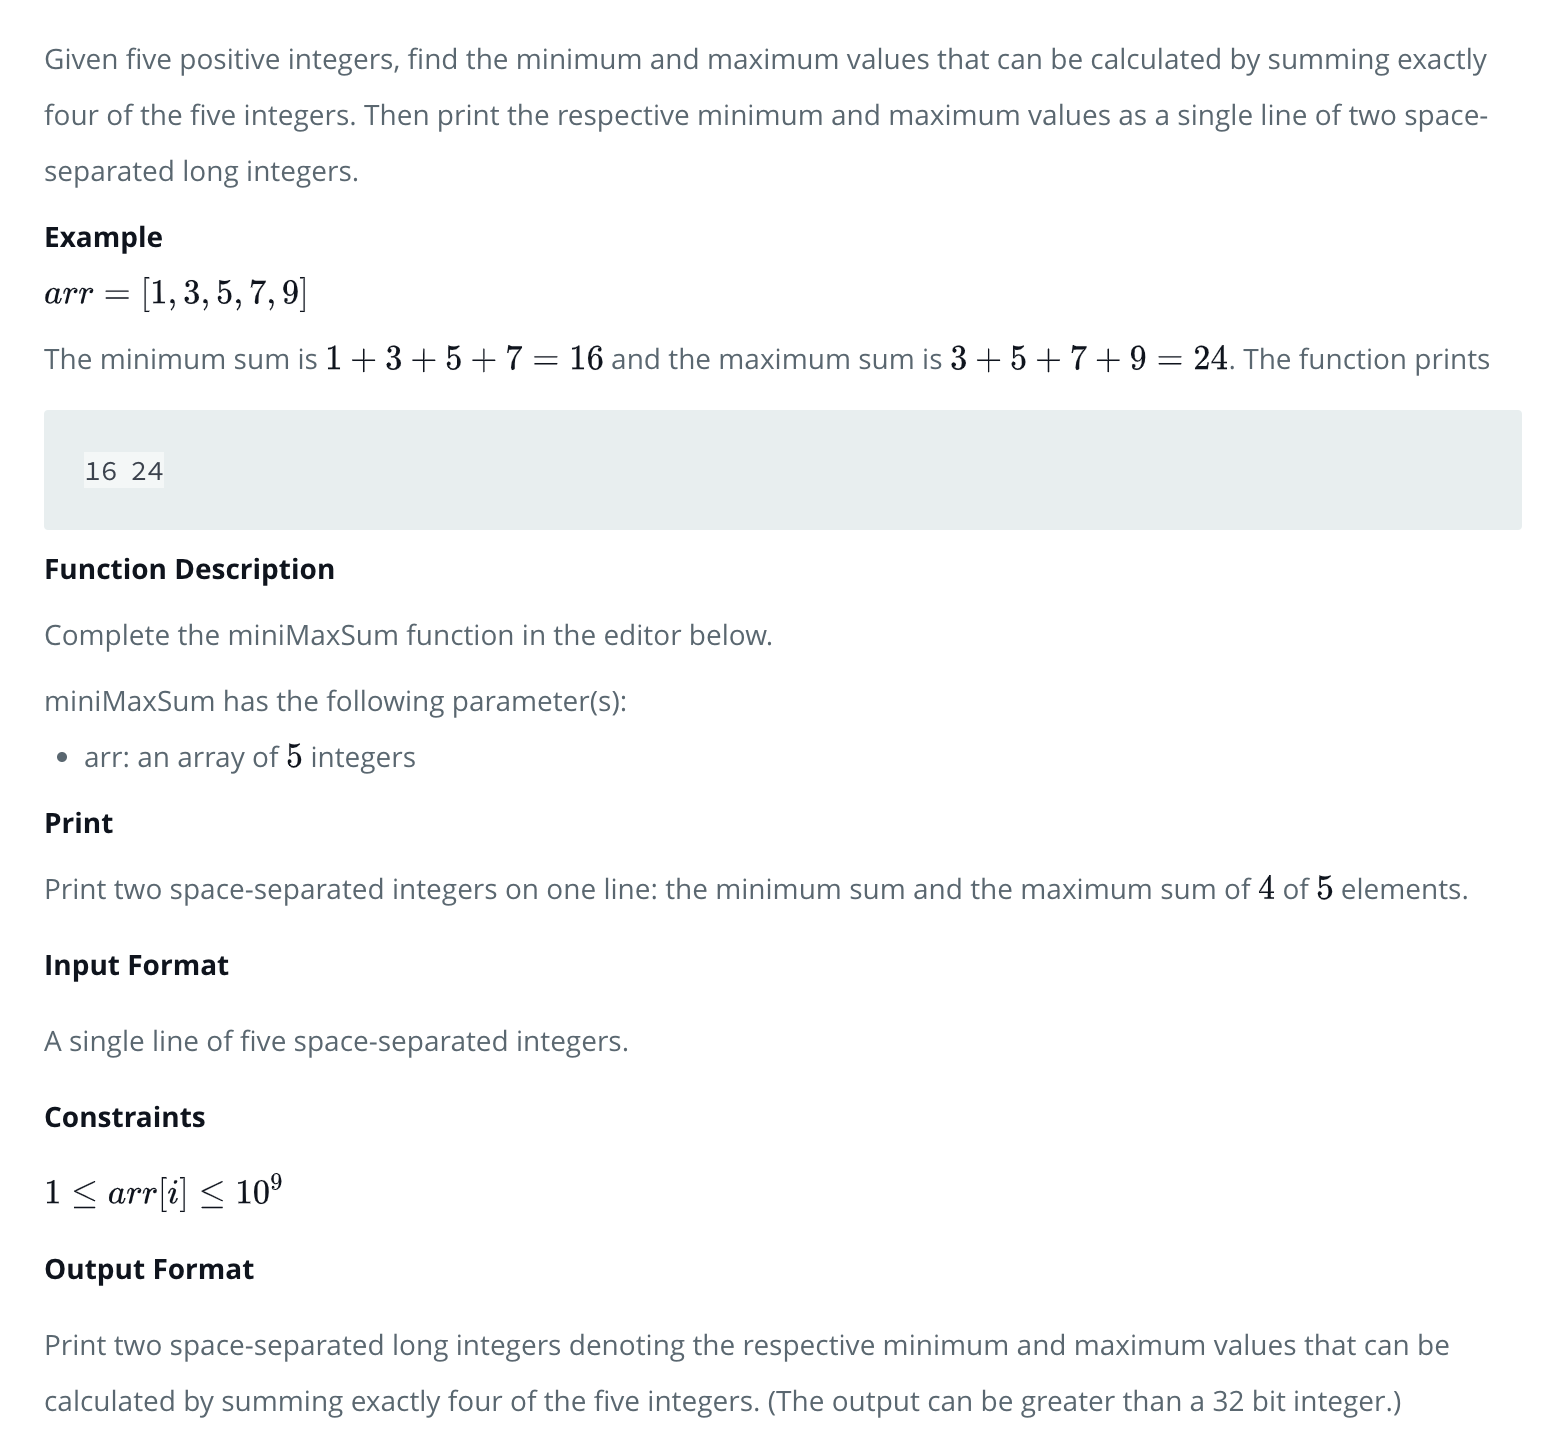 Given five positive integers, find the minimum and maximum values that can be calculated by summing exactly
four of the five integers. Then print the respective minimum and maximum values as a single line of two space-
separated long integers.
Example
arr = [1, 3, 5, 7, 9]
The minimum sum is 1 + 3 + 5 + 7 = 16 and the maximum sum is 3 + 5 + 7 + 9 = 24. The function prints
16 24
Function Description
Complete the miniMaxSum function in the editor below.
miniMaxSum has the following parameter(s):
• arr: an array of 5 integers
Print
Print two space-separated integers on one line: the minimum sum and the maximum sum of 4 of 5 elements.
Input Format
A single line of five space-separated integers.
Constraints
1 ≤ arr[i] ≤ 10⁹
Output Format
Print two space-separated long integers denoting the respective minimum and maximum values that can be
calculated by summing exactly four of the five integers. (The output can be greater than a 32 bit integer.)